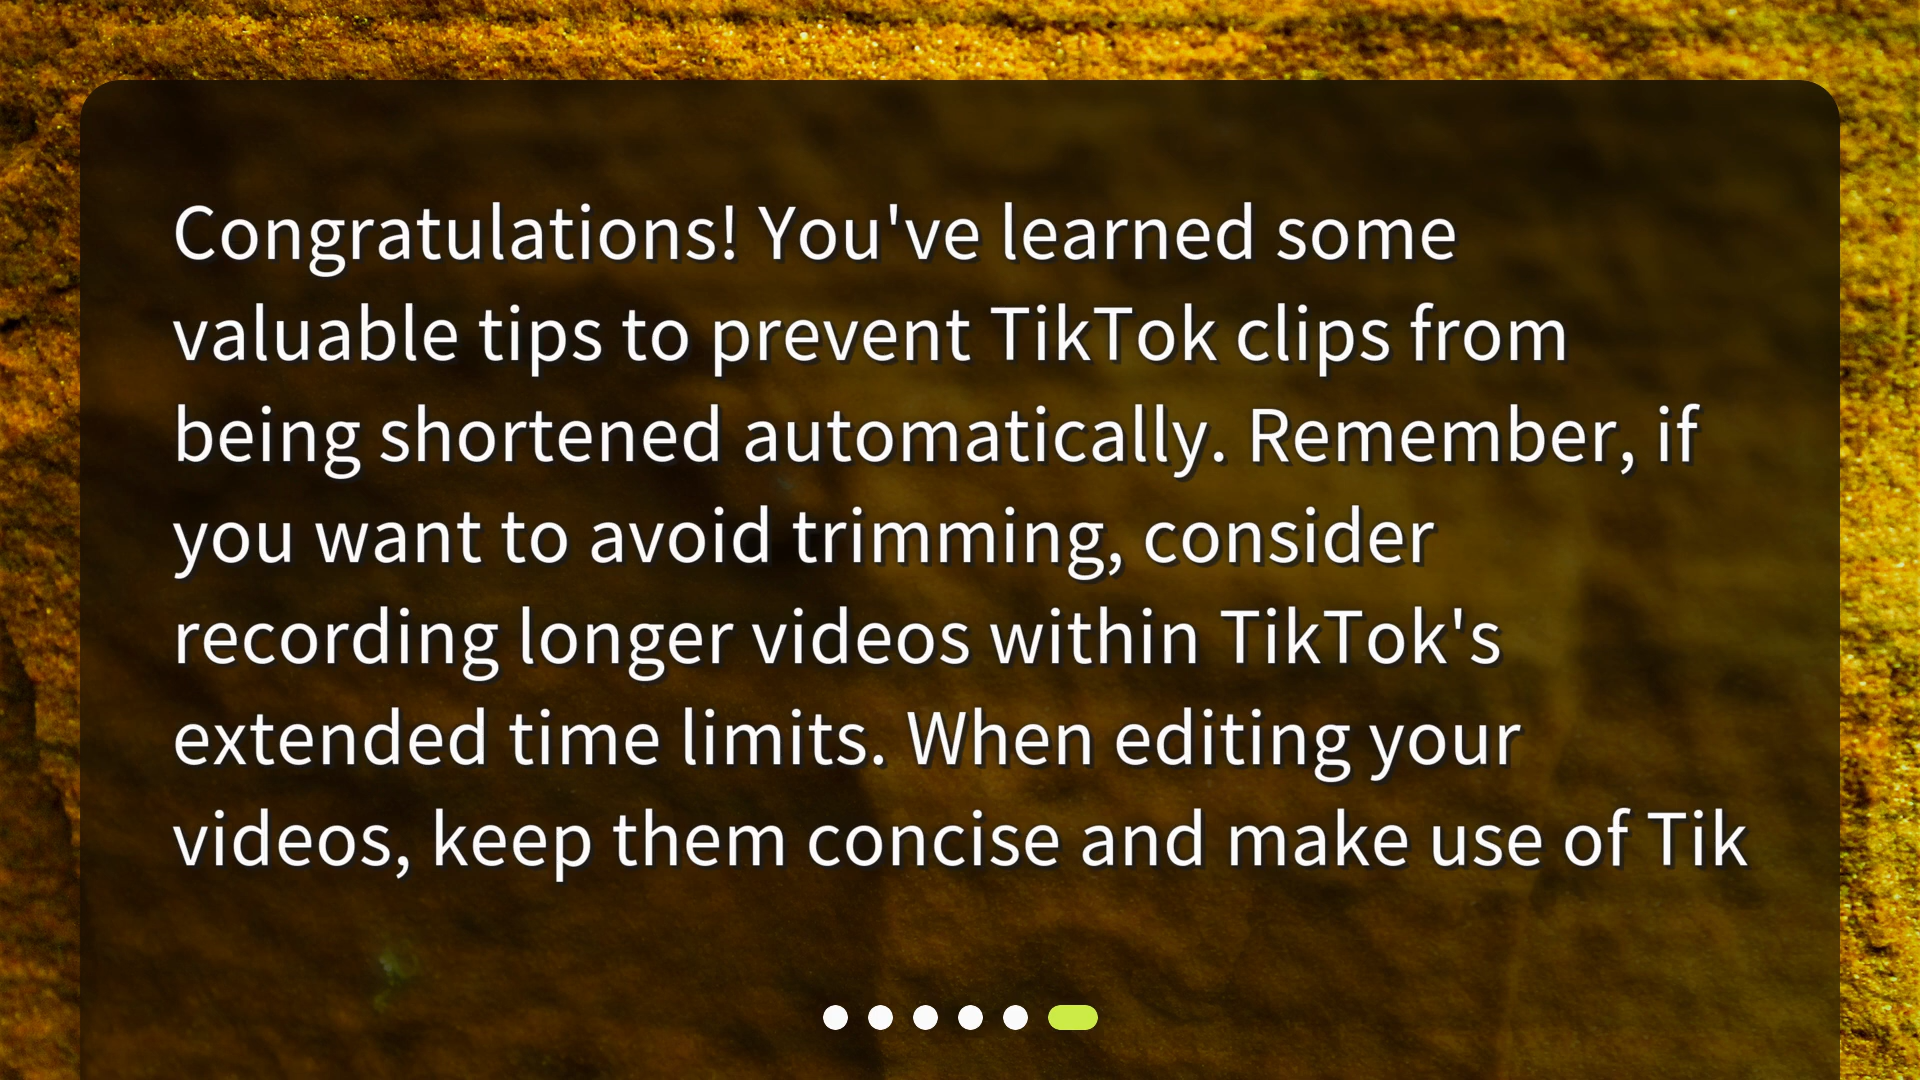 Congratulations! You've learned some
valuable tips to prevent TikTok clips from
being shortened automatically. Remember, if
you want to avoid trimming, consider
recording longer videos within TikTok's
extended time limits. When editing your
videos, keep them concise and make use of Tik